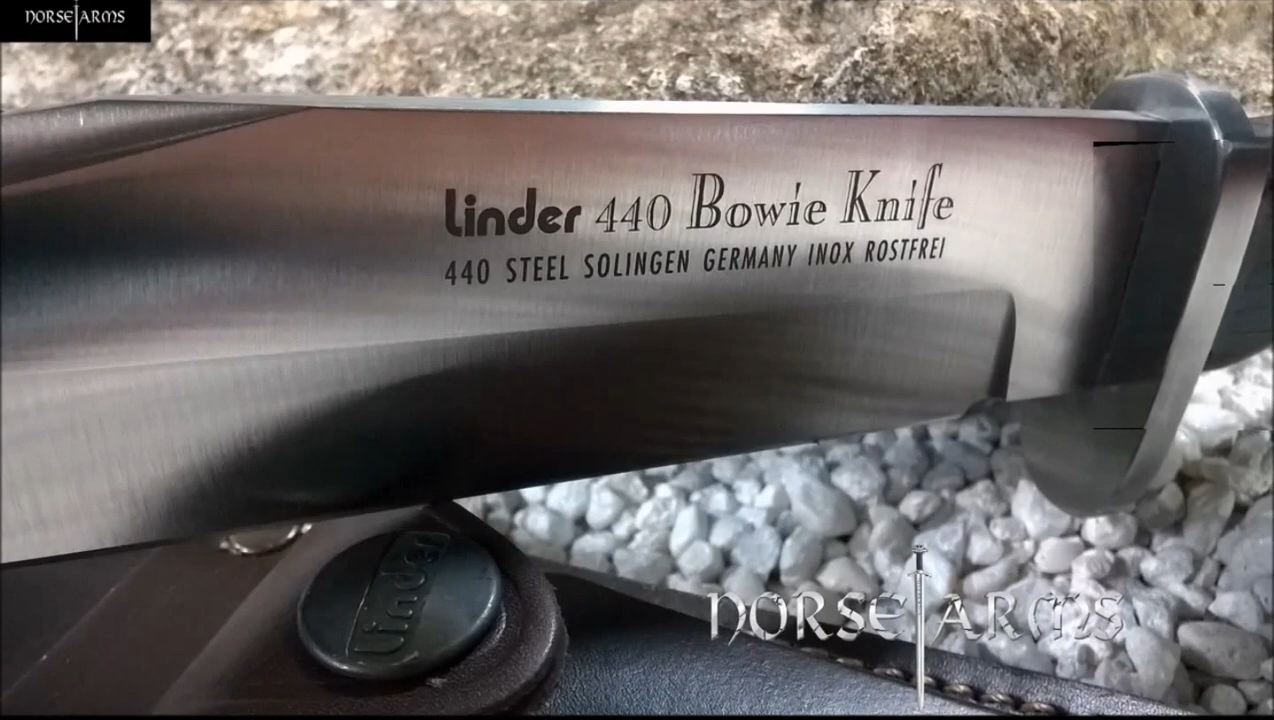 NORSE ARMS
Linder 440 Bowie Knife
440 STEEL SOLINGEN GERMANY INOX ROSTFREI
Linder
NORSE ARMS